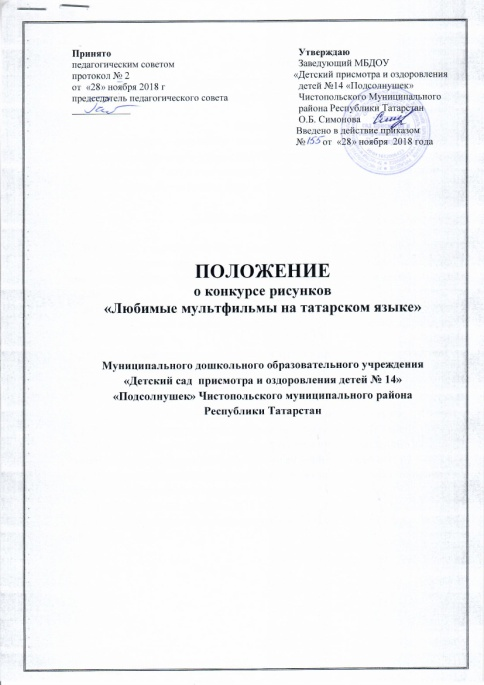 Принято
педагогическим советом
протокол № 2
от «28» ноября 2018 г
председатель педагогического совета
Утверждаю
Заведующий МБДОУ
«Детский присмотра и оздоровления
детей №14 «Подсолнушек»
Чистопольского Муниципального
района Республики Татарстан
О.Б. Симонова
Введено в действие приказом
№ 155 от «28» ноября 2018 года
ПОЛОЖЕНИЕ
о конкурсе рисунков
«Любимые мультфильмы на татарском языке»
Муниципального дошкольного образовательного учреждения
«Детский сад присмотра и оздоровления детей № 14»
«Подсолнушек» Чистопольского муниципального района
Республики Татарстан